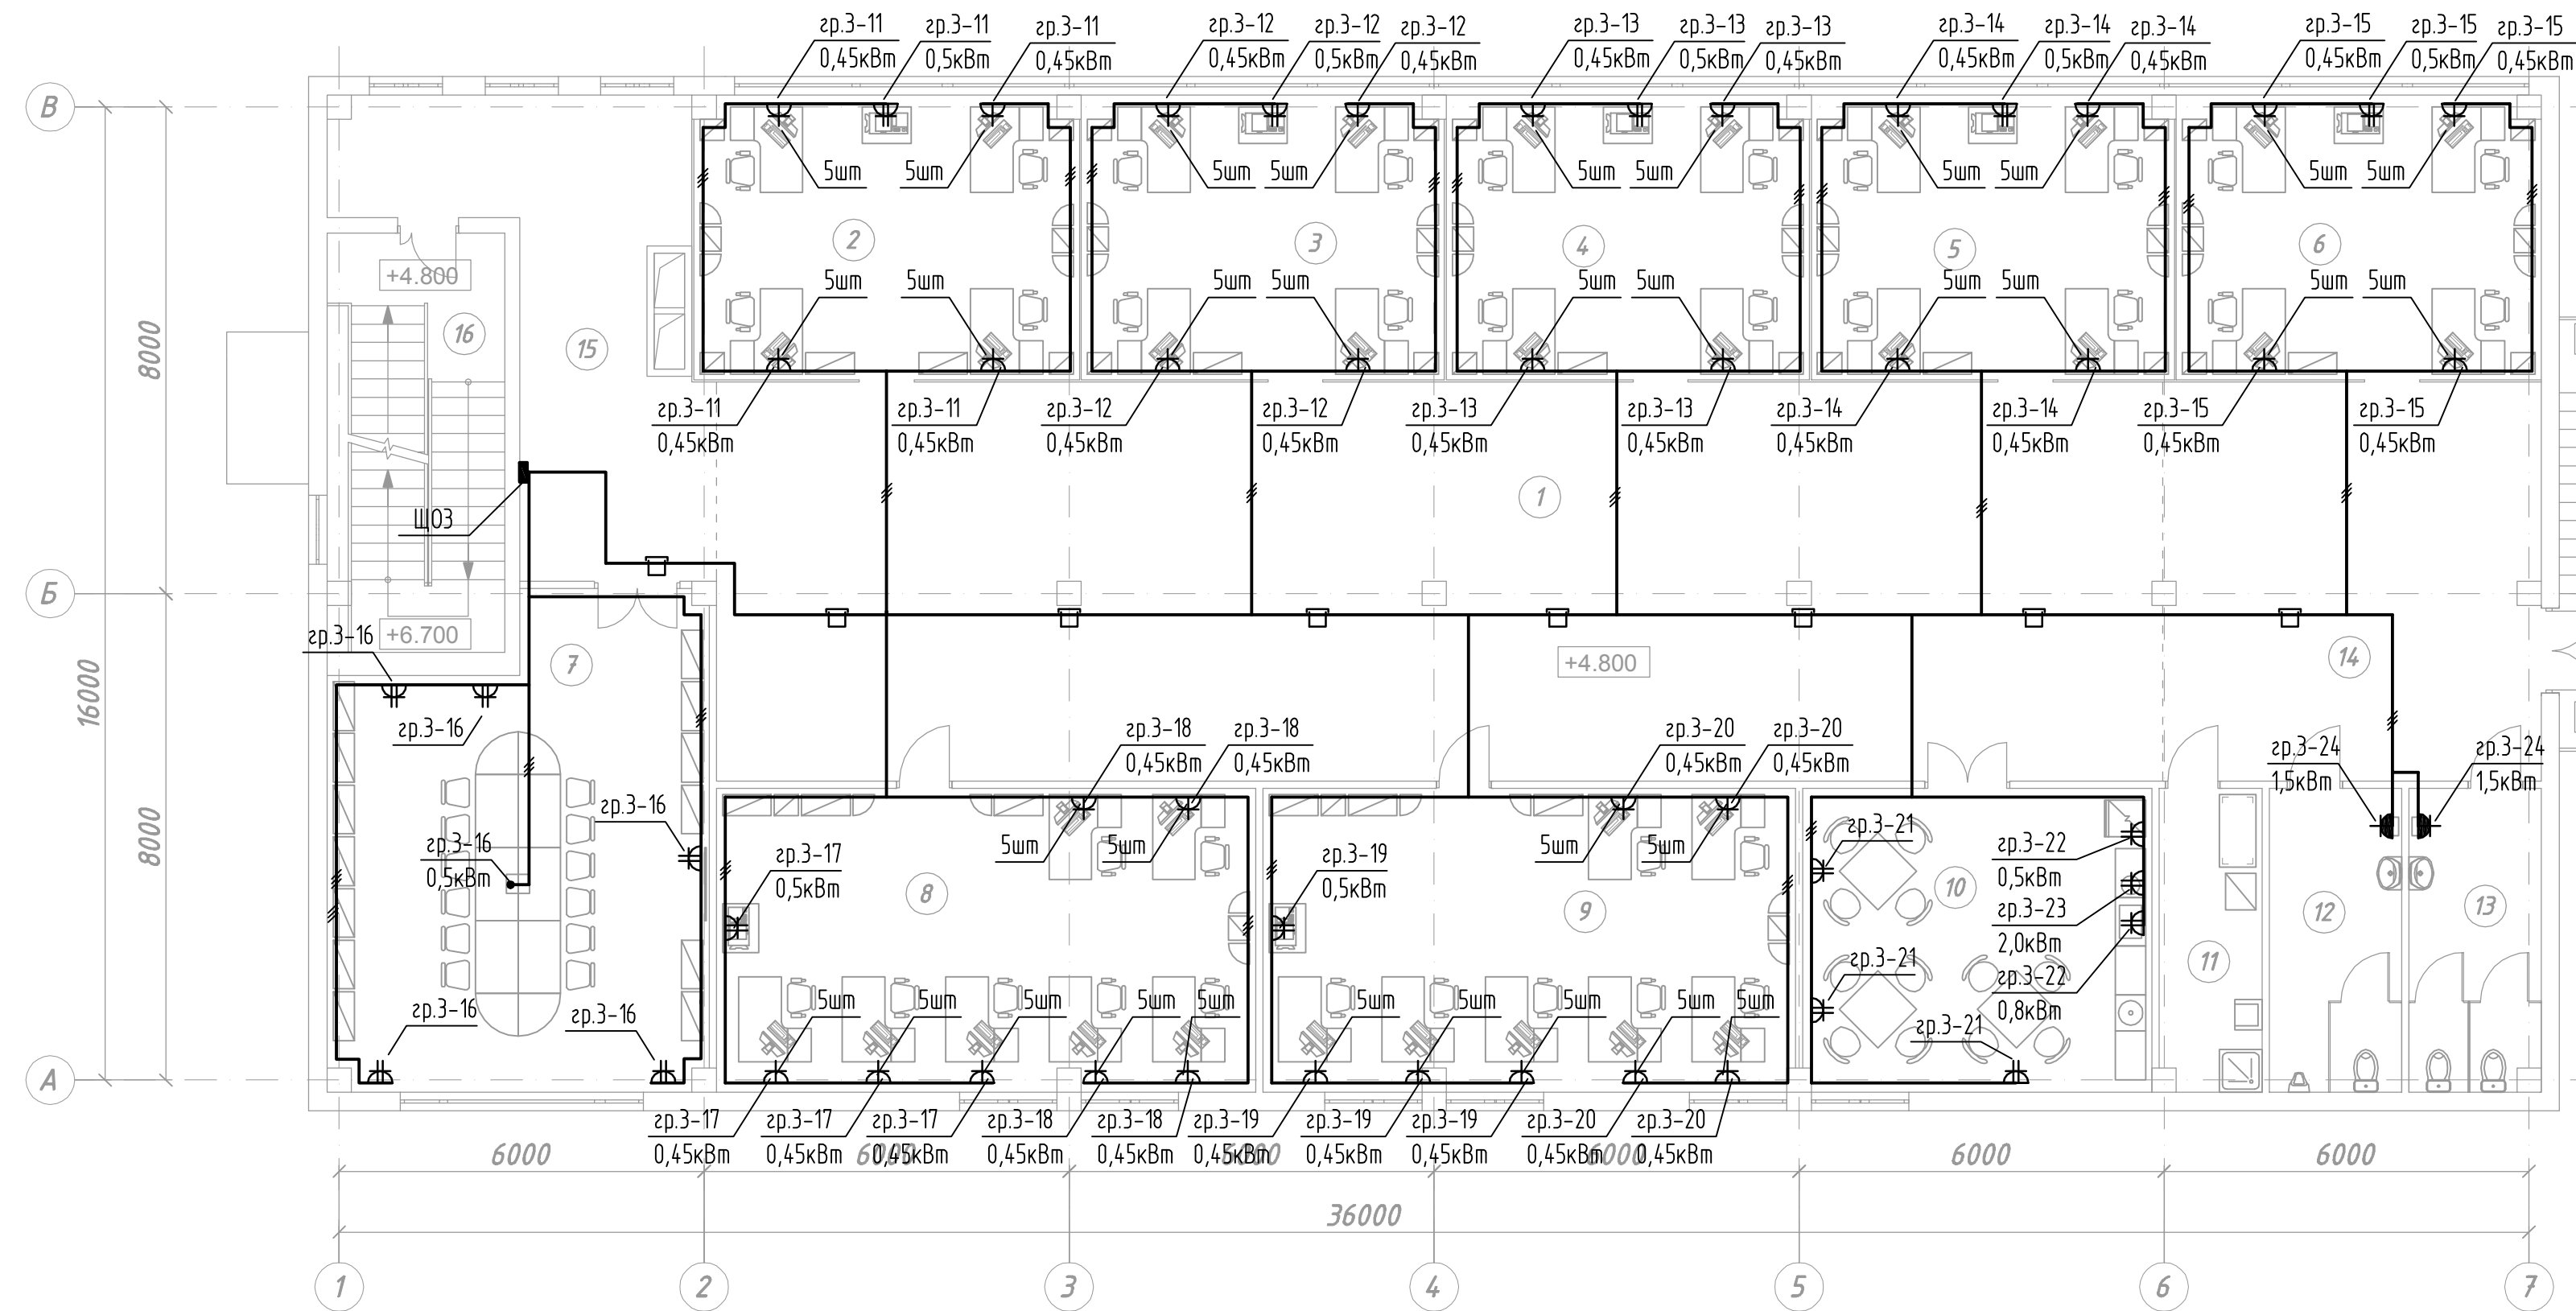 гр.3-11
0,45кВт
гр.3-11
0,5кВт
гр.3-11
0,45кВт
гр.3-12
0,45кВт
гр.3-12
0,5кВт
гр.3-12
0,45кВт
гр.3-13
0,45кВт
гр.3-13
0,5кВт
гр.3-13
0,45кВт
гр.3-14
0,45кВт
гр.3-14
0,5кВт
гр.3-14
0,45кВт
гр.3-15
0,45кВт
гр.3-15
0,5кВт
гр.3-15
0,45кВт
В
5шт
5шт
5шт
5шт
5шт
5шт
5шт
5шт
5шт
5шт
2
3
4
5
6
+4.800
5шт
5шт
5шт
5шт
5шт
5шт
5шт
5шт
5шт
5шт
16
15
8000
гр.3-11
0,45кВт
гр.3-11
0,45кВт
гр.3-12
0,45кВт
гр.3-12
0,45кВт
гр.3-13
0,45кВт
гр.3-13
0,45кВт
гр.3-14
0,45кВт
гр.3-14
0,45кВт
гр.3-15
0,45кВт
гр.3-15
0,45кВт
1
ЩО3
Б
гр.3-16
+6.700
7
+4.800
14
16000
гр.3-16
гр.3-18
0,45кВт
гр.3-18
0,45кВт
гр.3-20
0,45кВт
гр.3-20
0,45кВт
гр.3-24
1,5кВт
гр.3-24
1,5кВт
8000
гр.3-16
гр.3-16
0,5кВт
5шт
5шт
5шт
5шт
гр.3-17
0,5кВт
гр.3-19
0,5кВт
гр.3-21
гр.3-22
0,5кВт
гр.3-23
2,0кВт
гр.3-22
0,8кВт
8
9
10
11
12
13
гр.3-21
гр.3-21
гр.3-16
гр.3-16
5шт
5шт
5шт
5шт
5шт
5шт
5шт
5шт
5шт
5шт
А
гр.3-17
0,45кВт
гр.3-17
0,45кВт
гр.3-17
0,45кВт
гр.3-18
0,45кВт
гр.3-18
0,45кВт
гр.3-19
0,45кВт
гр.3-19
0,45кВт
гр.3-19
0,45кВт
гр.3-20
0,45кВт
гр.3-20
0,45кВт
6000
6000
6000
6000
6000
6000
36000
1
2
3
4
5
6
7